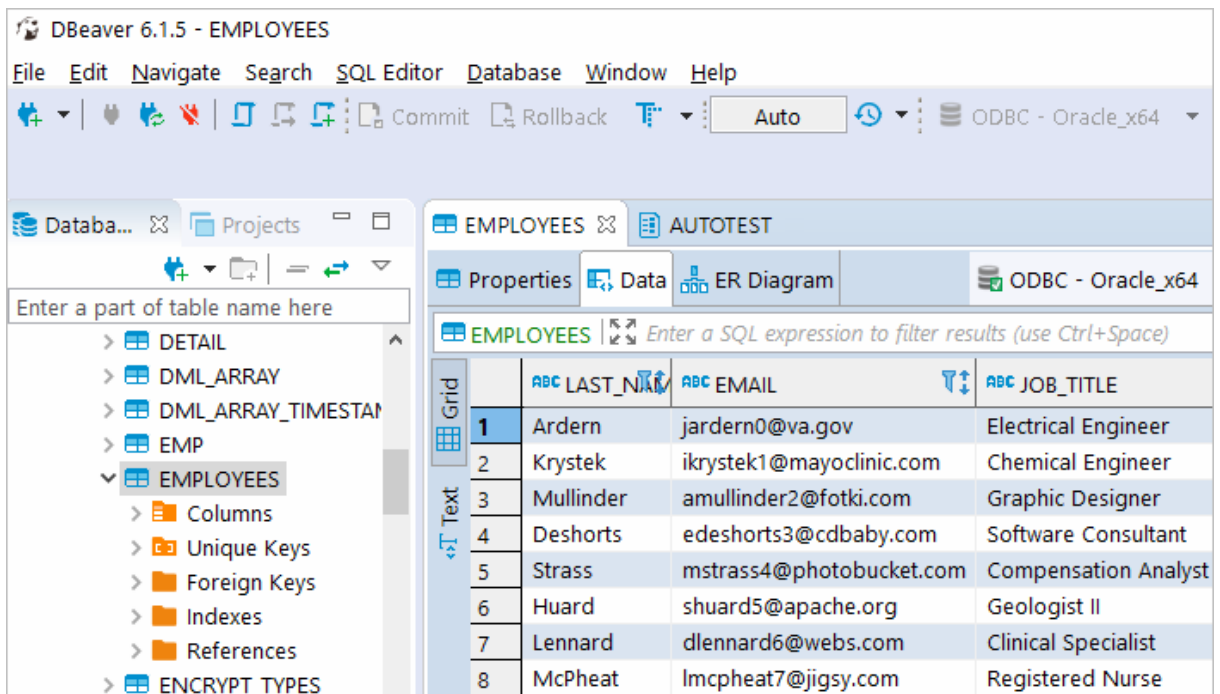 DBeaver 6.1.5 - EMPLOYEES
File Edit Navigate Search SQL Editor Database Window Help
Commit Rollback Auto ODBC - Oracle_x64
Databa... Projects
Enter a part of table name here
DETAIL
DML_ARRAY
DML_ARRAY_TIMESTAM
EMP
EMPLOYEES
Columns
Unique Keys
Foreign Keys
Indexes
References
ENCRYPT_TYPES
EMPLOYEES AUTOTEST
Properties Data ER Diagram ODBC - Oracle_x64
EMPLOYEES Enter a SQL expression to filter results (use Ctrl+Space)
Grid
Text
ABC LAST_NAM ABC EMAIL ABC JOB_TITLE
1 Ardern jardern0@va.gov Electrical Engineer
2 Krystek ikrystek1@mayoclinic.com Chemical Engineer
3 Mullinder amullinder2@fotki.com Graphic Designer
4 Deshorts edeshorts3@cdbaby.com Software Consultant
5 Strass mstrass4@photobucket.com Compensation Analyst
6 Huard shuard5@apache.org Geologist II
7 Lennard dlennard6@webs.com Clinical Specialist
8 McPheat lmcpheat7@jigsy.com Registered Nurse